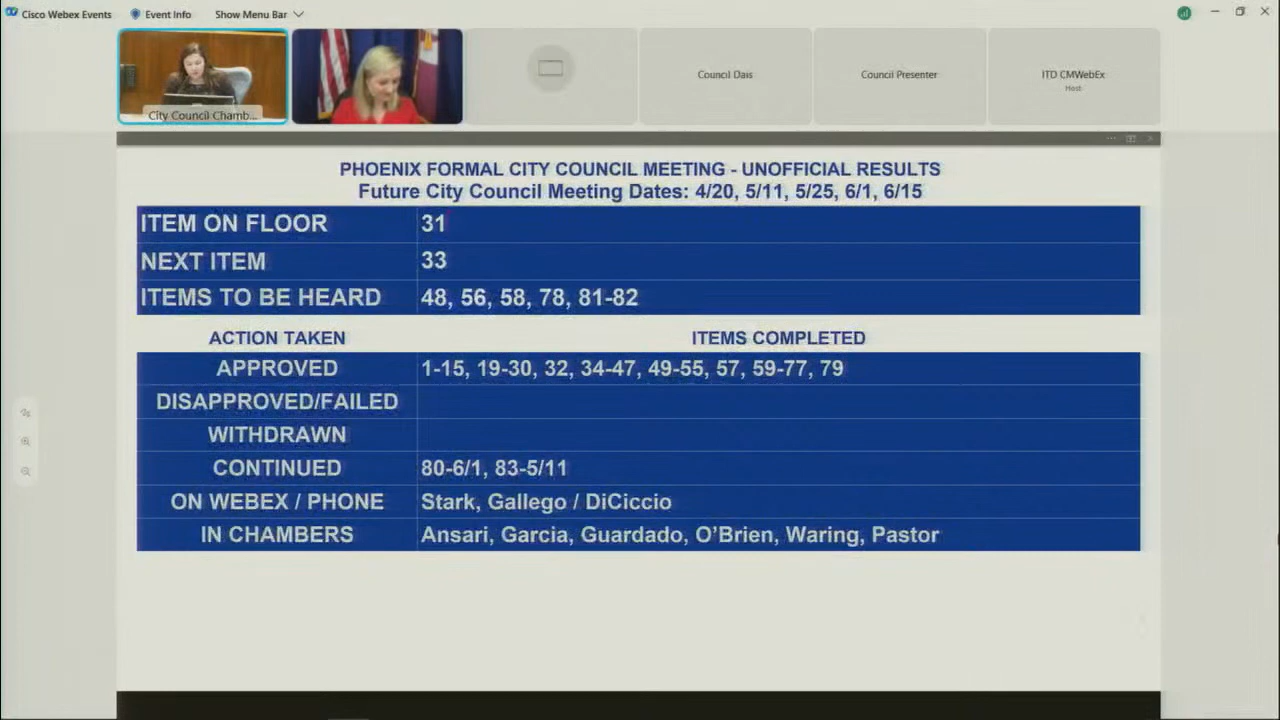 Cisco Webex Events
Event Info
Show Menu Bar
City Council Chamb...
Council Dais
Council Presenter
ITD CMWebEx
Host
PHOENIX FORMAL CITY COUNCIL MEETING - UNOFFICIAL RESULTS
Future City Council Meeting Dates: 4/20, 5/11, 5/25, 6/1, 6/15
ITEM ON FLOOR 31
NEXT ITEM 33
ITEMS TO BE HEARD 48, 56, 58, 78, 81-82
ACTION TAKEN ITEMS COMPLETED
APPROVED 1-15, 19-30, 32, 34-47, 49-55, 57, 59-77, 79
DISAPPROVED/FAILED
WITHDRAWN
CONTINUED 80-6/1, 83-5/11
ON WEBEX / PHONE Stark, Gallego / DiCiccio
IN CHAMBERS Ansari, Garcia, Guardado, O’Brien, Waring, Pastor